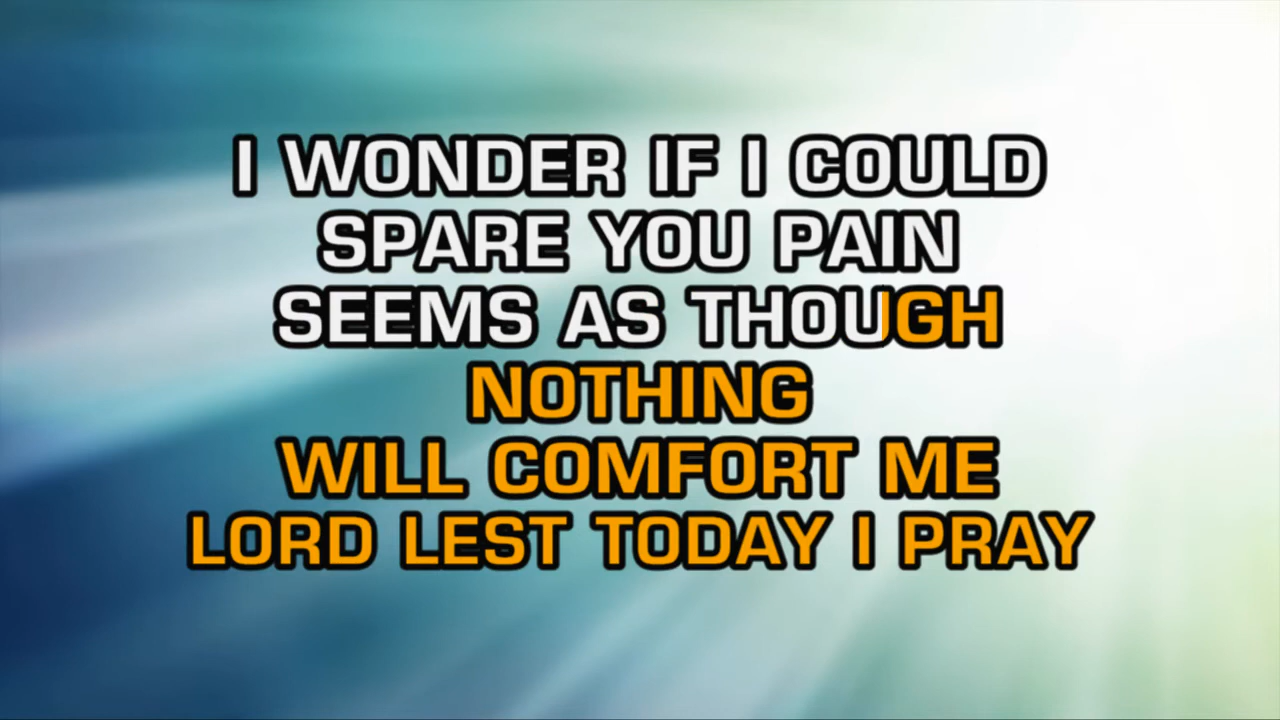 I WONDER IF I COULD
SPARE YOU PAIN
SEEMS AS THOUGH
NOTHING
WILL COMFORT ME
LORD LEST TODAY I PRAY